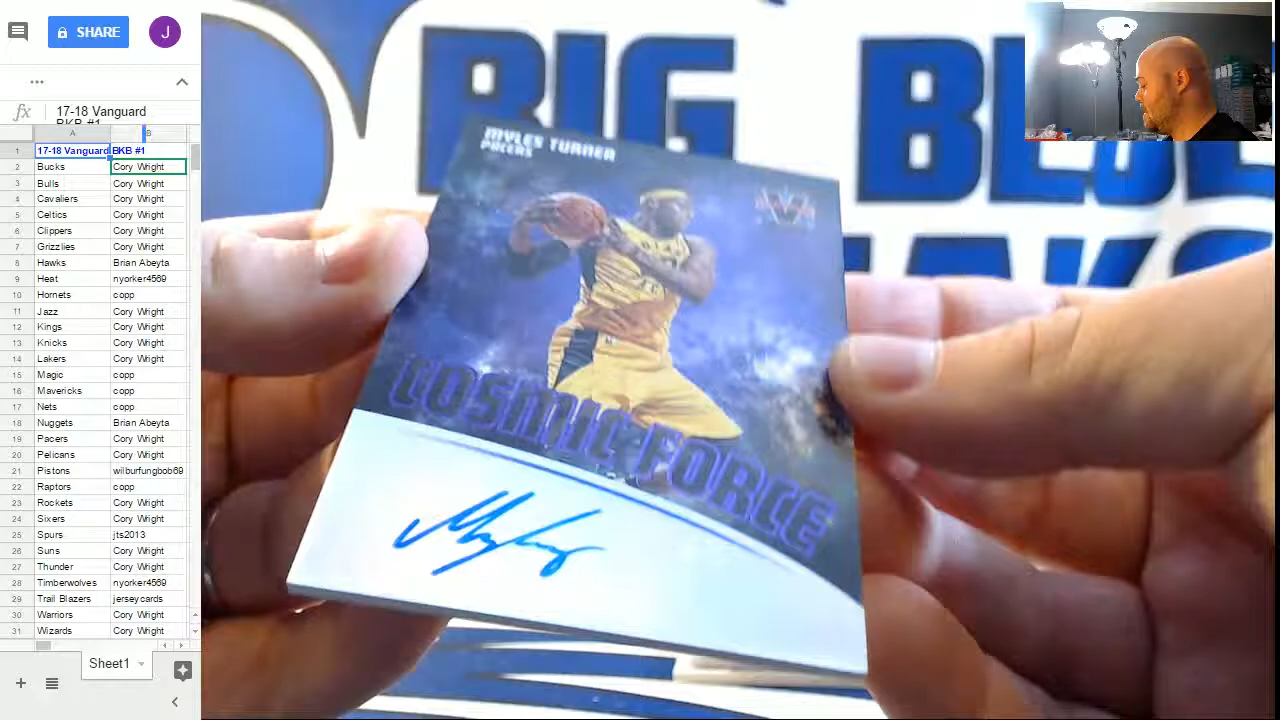 SHARE
J
...
fx
17-18 Vanguard
BKB #1
A B
1 17-18 Vanguard BKB #1
2 Bucks Cory Wright
3 Bulls Cory Wright
4 Cavaliers Cory Wright
5 Celtics Cory Wright
6 Clippers Cory Wright
7 Grizzlies Cory Wright
8 Hawks Brian Abeyta
9 Heat nyorker4569
10 Hornets copp
11 Jazz Cory Wright
12 Kings Cory Wright
13 Knicks Cory Wright
14 Lakers Cory Wright
15 Magic copp
16 Mavericks copp
17 Nets copp
18 Nuggets Brian Abeyta
19 Pacers Cory Wright
20 Pelicans Cory Wright
21 Pistons wilburfungbob69
22 Raptors copp
23 Rockets Cory Wright
24 Sixers Cory Wright
25 Spurs jts2013
26 Suns Cory Wright
27 Thunder Cory Wright
28 Timberwolves nyorker4569
29 Trail Blazers jerseycards
30 Warriors Cory Wright
31 Wizards Cory Wright
Sheet1
BIG BLUE
MYLES TURNER
PACERS
V
COSMIC FORCE